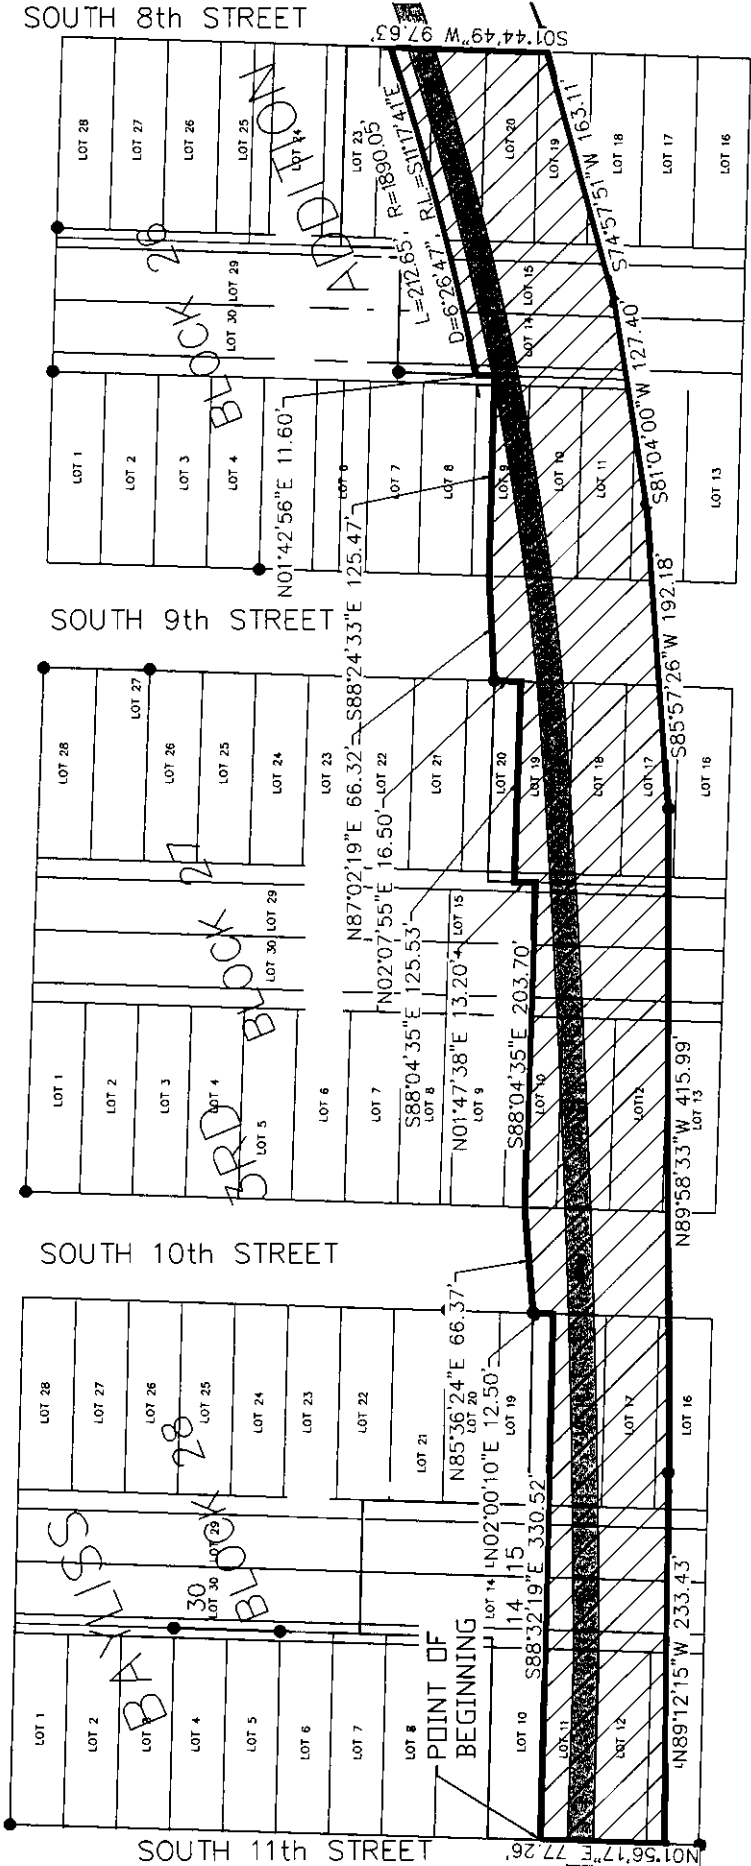 SOUTH 8th STREET
S01°44'49"W 97.63'
LOT 28
LOT 27
LOT 26
LOT 25
LOT 24
LOT 23
LOT 20
LOT 19
LOT 18
LOT 17
LOT 16
ADDITION
L=212.65', R=1890.05'
D=6°26'47", RL=S11°17'41"E
S74°57'51"W 163.11'
BLOCK 26
LOT 29
LOT 30
LOT 15
LOT 14
LOT 1
LOT 2
LOT 3
LOT 4
LOT 6
LOT 7
LOT 8
LOT 9
LOT 10
LOT 11
LOT 13
N01°42'56"E 11.60'
S81°04'00"W 127.40'
S88°24'33"E 125.47'
SOUTH 9th STREET
S85°57'26"W 192.18'
LOT 28
LOT 27
LOT 26
LOT 25
LOT 24
LOT 23
LOT 22
LOT 21
LOT 20
LOT 19
LOT 18
LOT 17
LOT 16
N87°02'19"E 66.32'
N02°07'55"E 16.50'
S88°04'35"E 125.53'
N01°47'38"E 13.20'
S88°04'35"E 203.70'
3RD BLOCK 27
LOT 29
LOT 30
LOT 15
LOT 1
LOT 2
LOT 3
LOT 4
LOT 5
LOT 6
LOT 7
LOT 8
LOT 9
LOT 10
LOT12
LOT 13
N89°58'33"W 415.99'
SOUTH 10th STREET
N85°36'24"E 66.37'
N02°00'10"E 12.50'
S88°32'19"E 330.52'
LOT 28
LOT 27
LOT 26
LOT 25
LOT 24
LOT 23
LOT 22
LOT 21
LOT 20
LOT 19
LOT 17
LOT 16
BAYLISS
BLOCK 28
LOT 29
30
LOT 30
LOT 14
14
15
LOT 1
LOT 2
LOT 3
LOT 4
LOT 5
LOT 6
LOT 7
LOT 8
LOT 10
LOT 11
LOT 12
N89°12'15"W 233.43'
POINT OF
BEGINNING
SOUTH 11th STREET
N01°56'17"E 77.26'